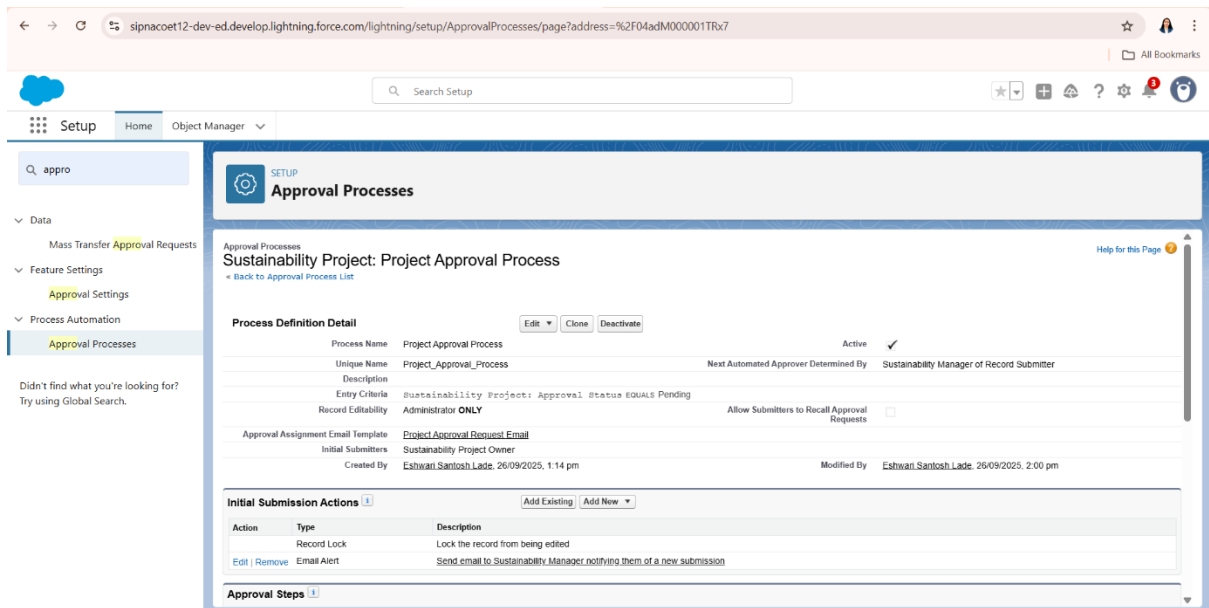 sipnacoet12-dev-ed.develop.lightning.force.com/lightning/setup/ApprovalProcesses/page?address=%2F04adM000001TRx7
All Bookmarks
Search Setup
3
Setup Home Object Manager
appro
Data
Mass Transfer Approval Requests
Feature Settings
Approval Settings
Process Automation
Approval Processes
Didn't find what you're looking for?
Try using Global Search.
SETUP
Approval Processes
Approval Processes
Sustainability Project: Project Approval Process
« Back to Approval Process List
Help for this Page ?
Process Definition Detail Edit Clone Deactivate
Process Name Project Approval Process Active ✓
Unique Name Project_Approval_Process Next Automated Approver Determined By Sustainability Manager of Record Submitter
Description
Entry Criteria Sustainability Project: Approval Status EQUALS Pending
Record Editability Administrator ONLY Allow Submitters to Recall Approval
Requests
Approval Assignment Email Template Project Approval Request Email
Initial Submitters Sustainability Project Owner
Created By Eshwari Santosh Lade, 26/09/2025, 1:14 pm Modified By Eshwari Santosh Lade, 26/09/2025, 2:00 pm
Initial Submission Actions i Add Existing Add New
Action Type Description
Record Lock Lock the record from being edited
Edit | Remove Email Alert Send email to Sustainability Manager notifying them of a new submission
Approval Steps i